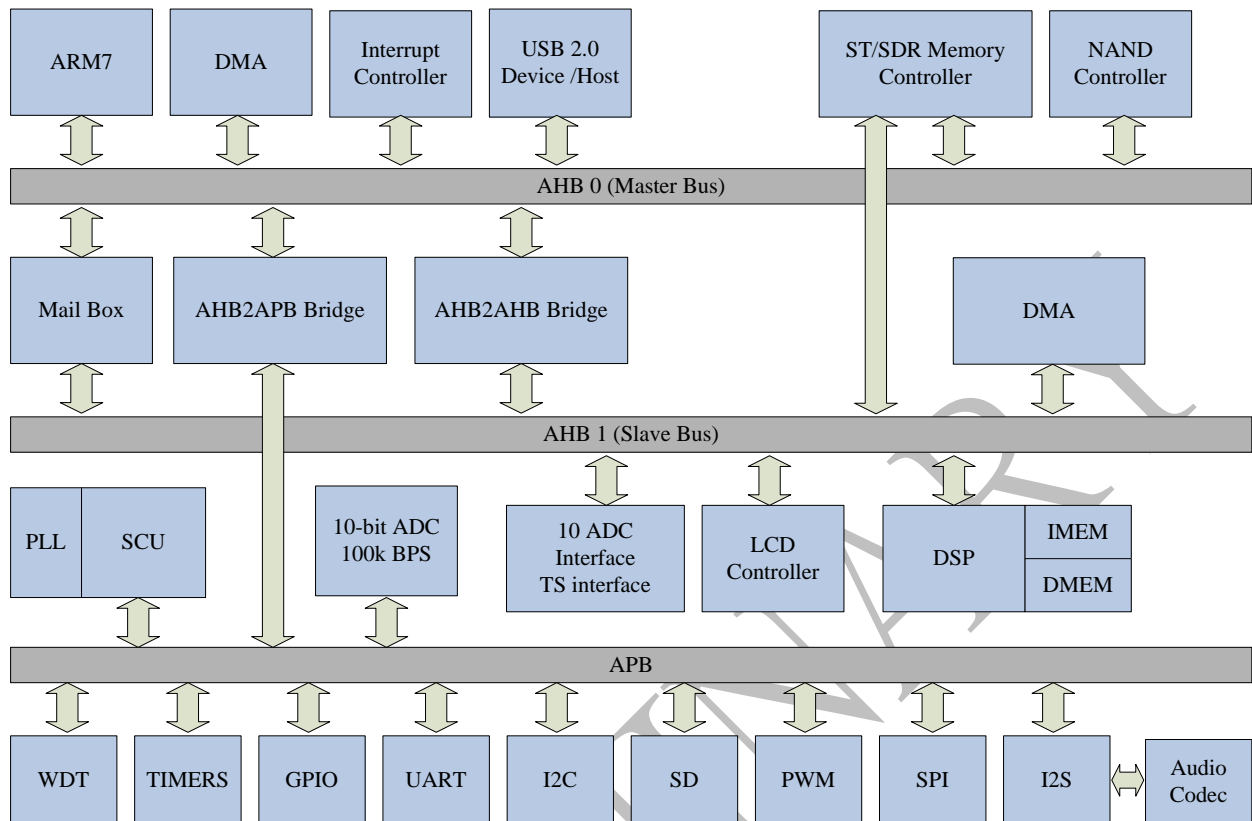 ARM7
DMA
Interrupt
Controller
USB 2.0
Device /Host
ST/SDR Memory
Controller
NAND
Controller
AHB 0 (Master Bus)
Mail Box
AHB2APB Bridge
AHB2AHB Bridge
DMA
AHB 1 (Slave Bus)
PLL
SCU
10-bit ADC
100k BPS
10 ADC
Interface
TS interface
LCD
Controller
DSP
IMEM
DMEM
APB
WDT
TIMERS
GPIO
UART
I2C
SD
PWM
SPI
I2S
Audio
Codec